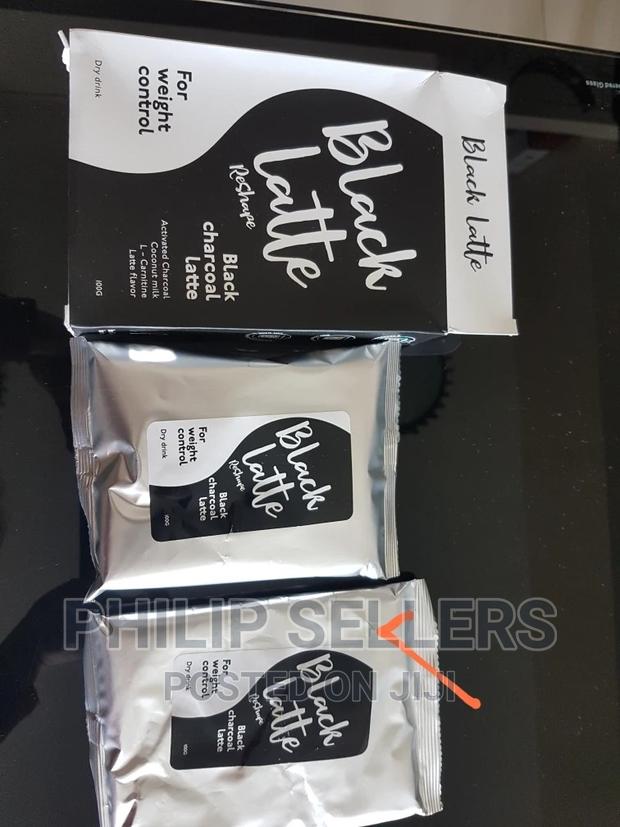 Black
latte
ReShape
Black
charcoal
latte
Activated Charcoal
Coconut milk
L - Carnitine
Latte flavor
100G
For
weight
control
Dry drink
Black latte
ered Glass
Black
latte
ReShape
For
weight
control
Dry drink
Black
charcoal
latte
100G
Black
latte
ReShape
For
weight
control
Dry drink
Black
charcoal
latte
100G
PHILIP SELLERS
POSTED ON JIJI